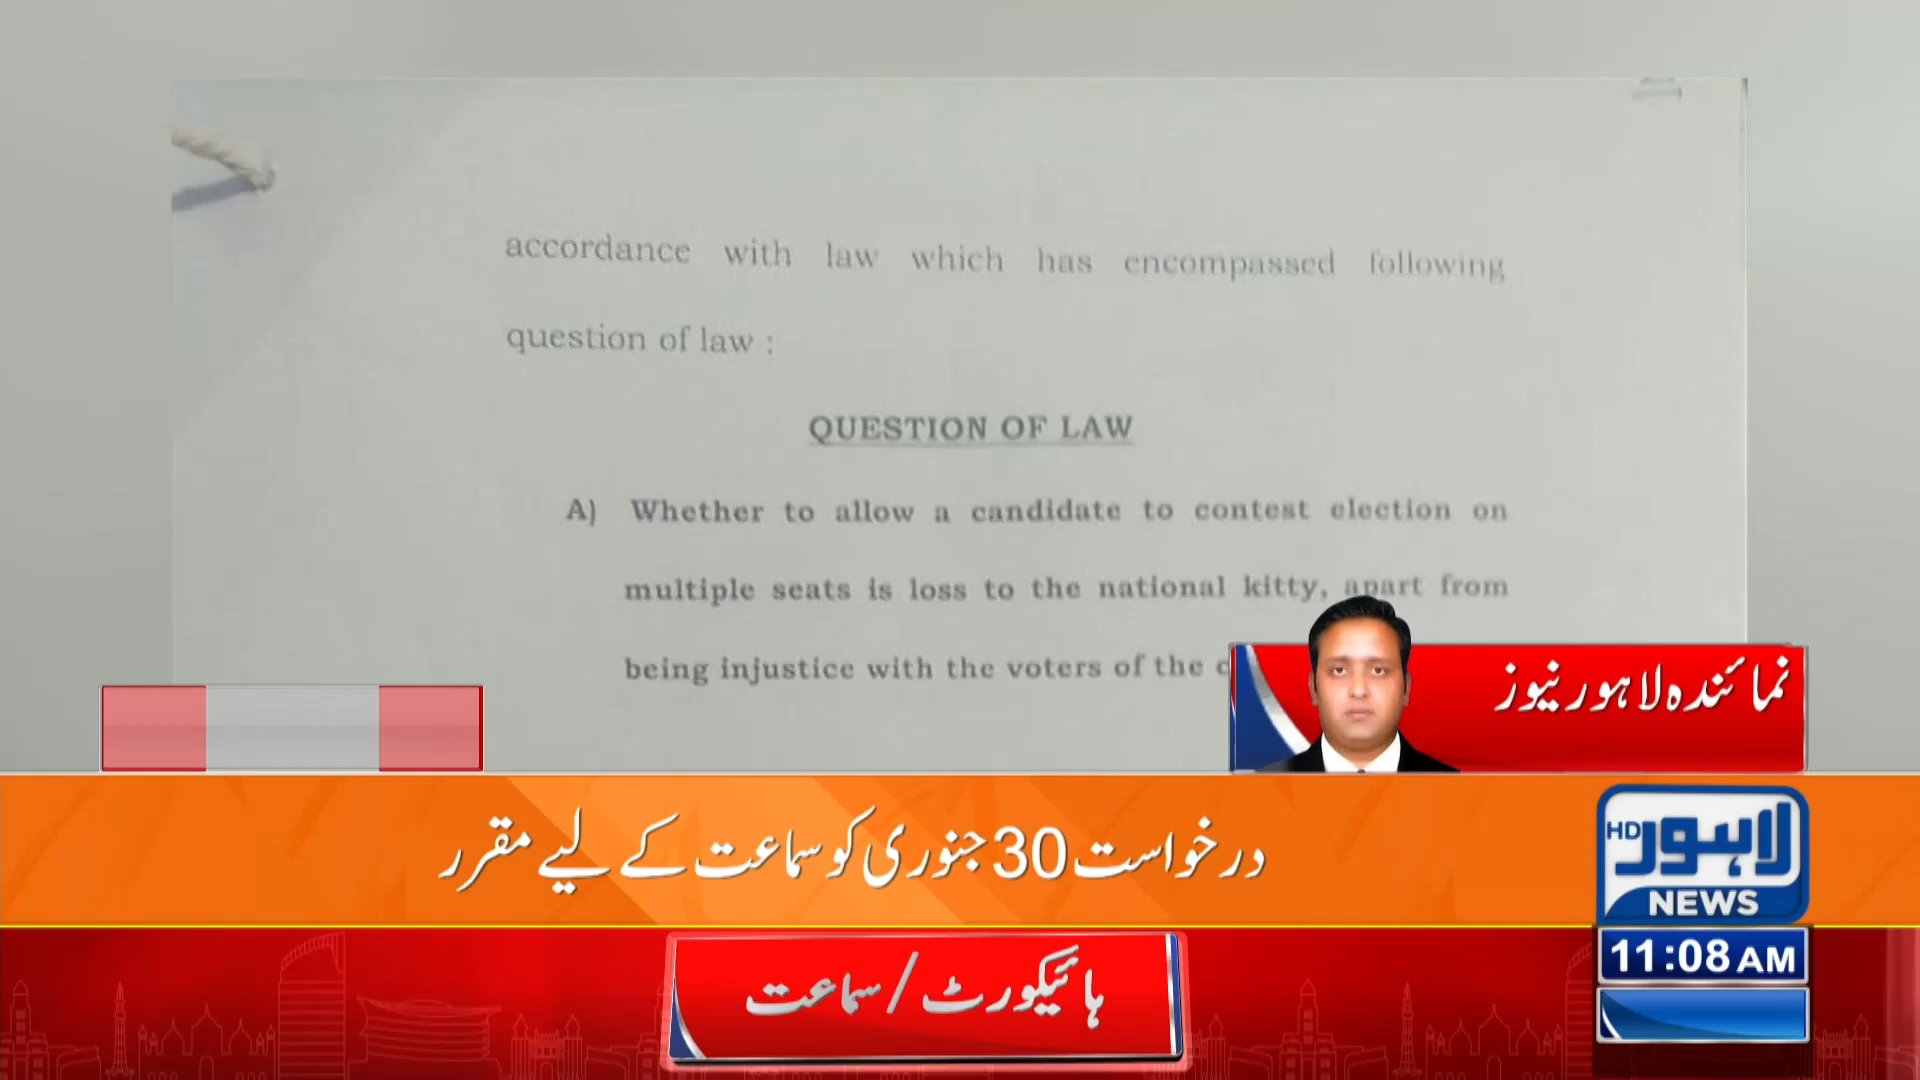 accordance with law which has encompassed following
question of law :
QUESTION OF LAW
A) Whether to allow a candidate to contest election on
multiple seats is loss to the national kitty, apart from
being injustice with the voters of the
نمائندہ لاہور نیوز
درخواست 30 جنوری کو سماعت کے لیے مقرر
لاہور HD
NEWS
11:08 AM
ہائیکورٹ / سماعت